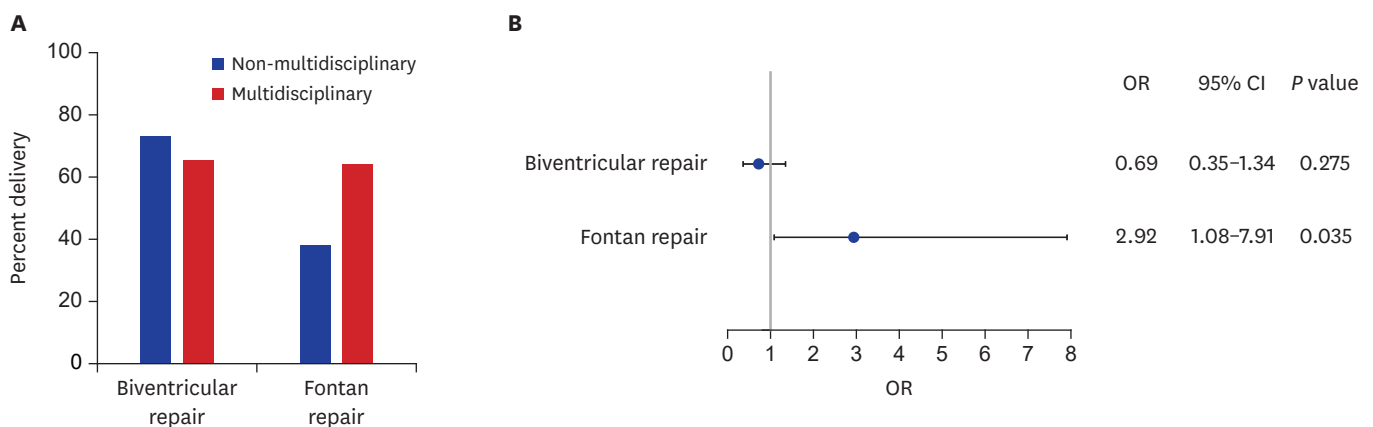 A
Percent delivery
100
80
60
40
20
0
Non-multidisciplinary
Multidisciplinary
Biventricular
repair
Fontan
repair
B
OR 95% CI P value
Biventricular repair 0.69 0.35–1.34 0.275
Fontan repair 2.92 1.08–7.91 0.035
0 1 2 3 4 5 6 7 8
OR